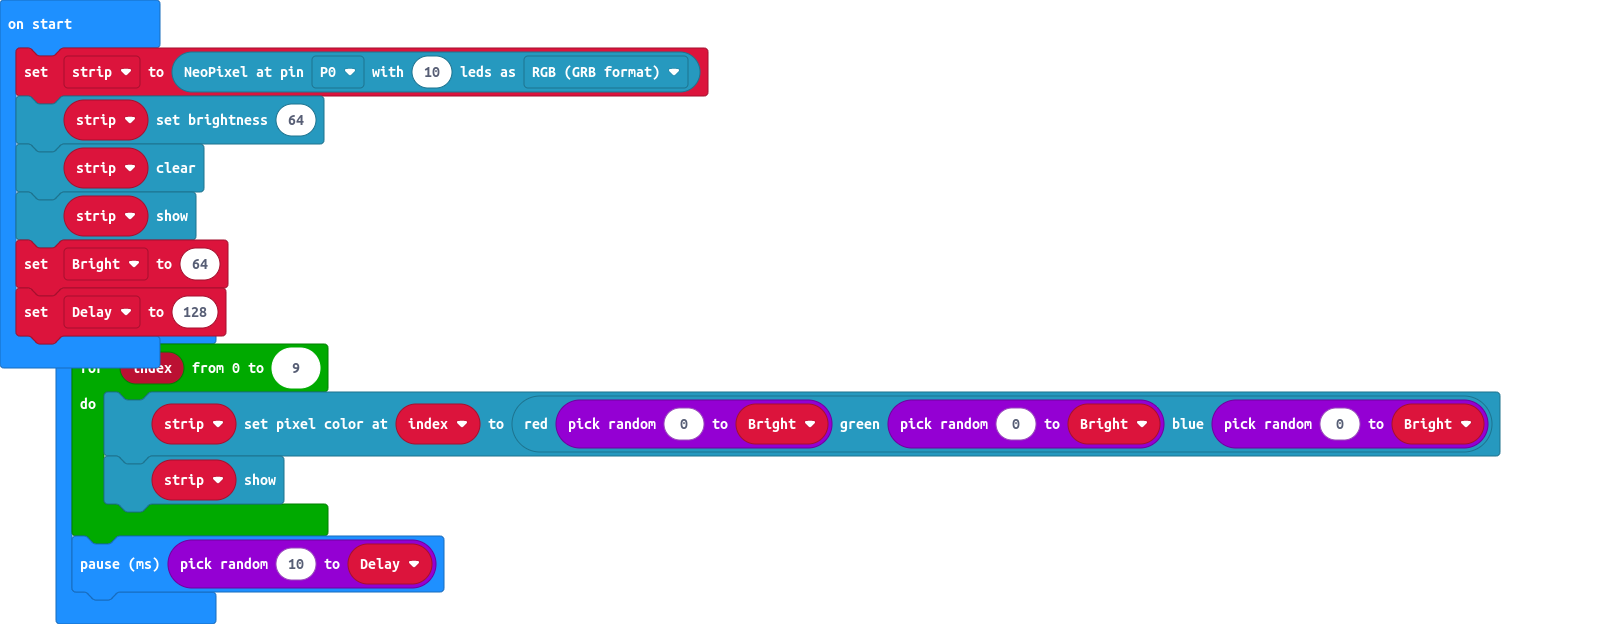 on start
set strip to NeoPixel at pin P0 with 10 leds as RGB (GRB format)
strip set brightness 64
strip clear
strip show
set Bright to 64
set Delay to 128
for index from 0 to 9
do
strip set pixel color at index to red pick random 0 to Bright green pick random 0 to Bright blue pick random 0 to Bright
strip show
pause (ms) pick random 10 to Delay